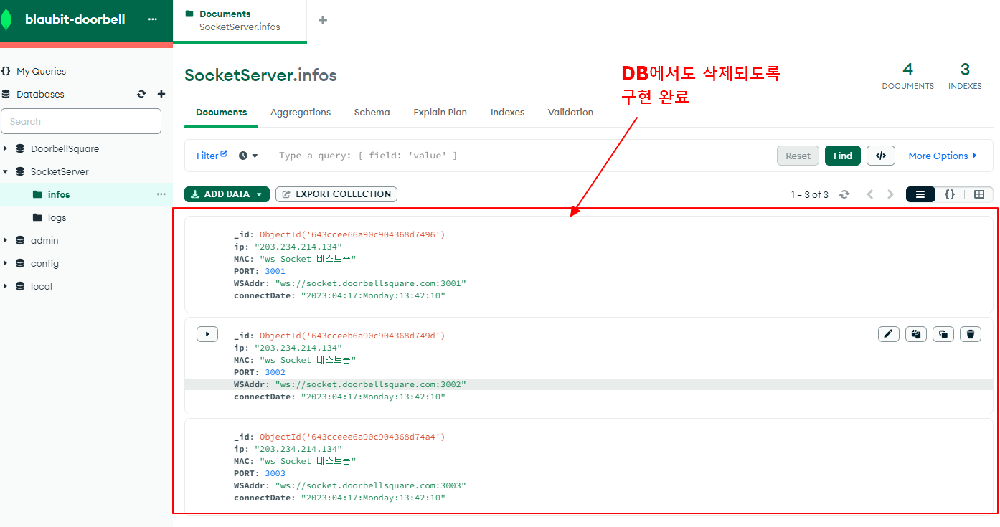 blaubit-doorbell
Documents
SocketServer.infos
My Queries
Databases
Search
DoorbellSquare
SocketServer
infos
logs
admin
config
local
SocketServer.infos
DB에서도 삭제되도록
구현 완료
4
DOCUMENTS
3
INDEXES
Documents
Aggregations
Schema
Explain Plan
Indexes
Validation
Filter
Type a query: { field: 'value' }
Reset
Find
More Options
ADD DATA
EXPORT COLLECTION
1 – 3 of 3
_id: ObjectId('643ccee66a90c904368d7496')
ip: "203.234.214.134"
MAC: "ws Socket 테스트용"
PORT: 3001
WSAddr: "ws://socket.doorbellsquare.com:3001"
connectDate: "2023:04:17:Monday:13:42:10"
_id: ObjectId('643cceeb6a90c904368d749d')
ip: "203.234.214.134"
MAC: "ws Socket 테스트용"
PORT: 3002
WSAddr: "ws://socket.doorbellsquare.com:3002"
connectDate: "2023:04:17:Monday:13:42:10"
_id: ObjectId('643cceee6a90c904368d74a4')
ip: "203.234.214.134"
MAC: "ws Socket 테스트용"
PORT: 3003
WSAddr: "ws://socket.doorbellsquare.com:3003"
connectDate: "2023:04:17:Monday:13:42:10"